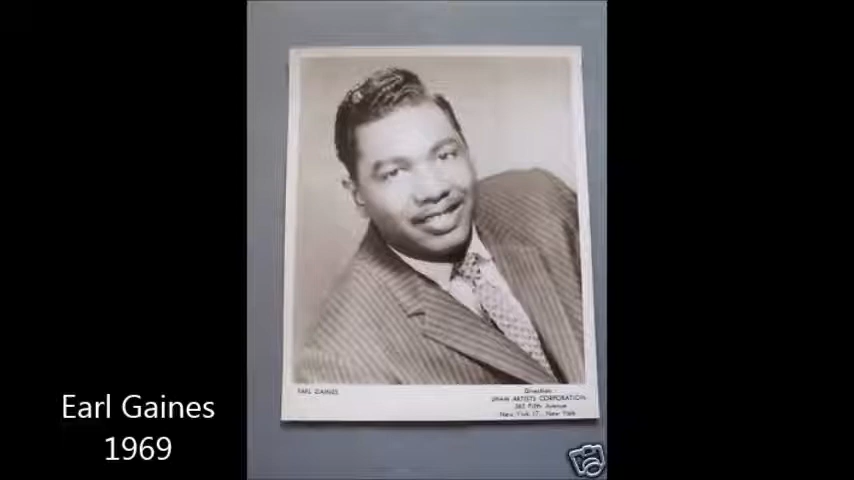 EARL GAINES
Direction
SHAW ARTISTS CORPORATION
565 Fifth Avenue
New York 17, New York
Earl Gaines
1969